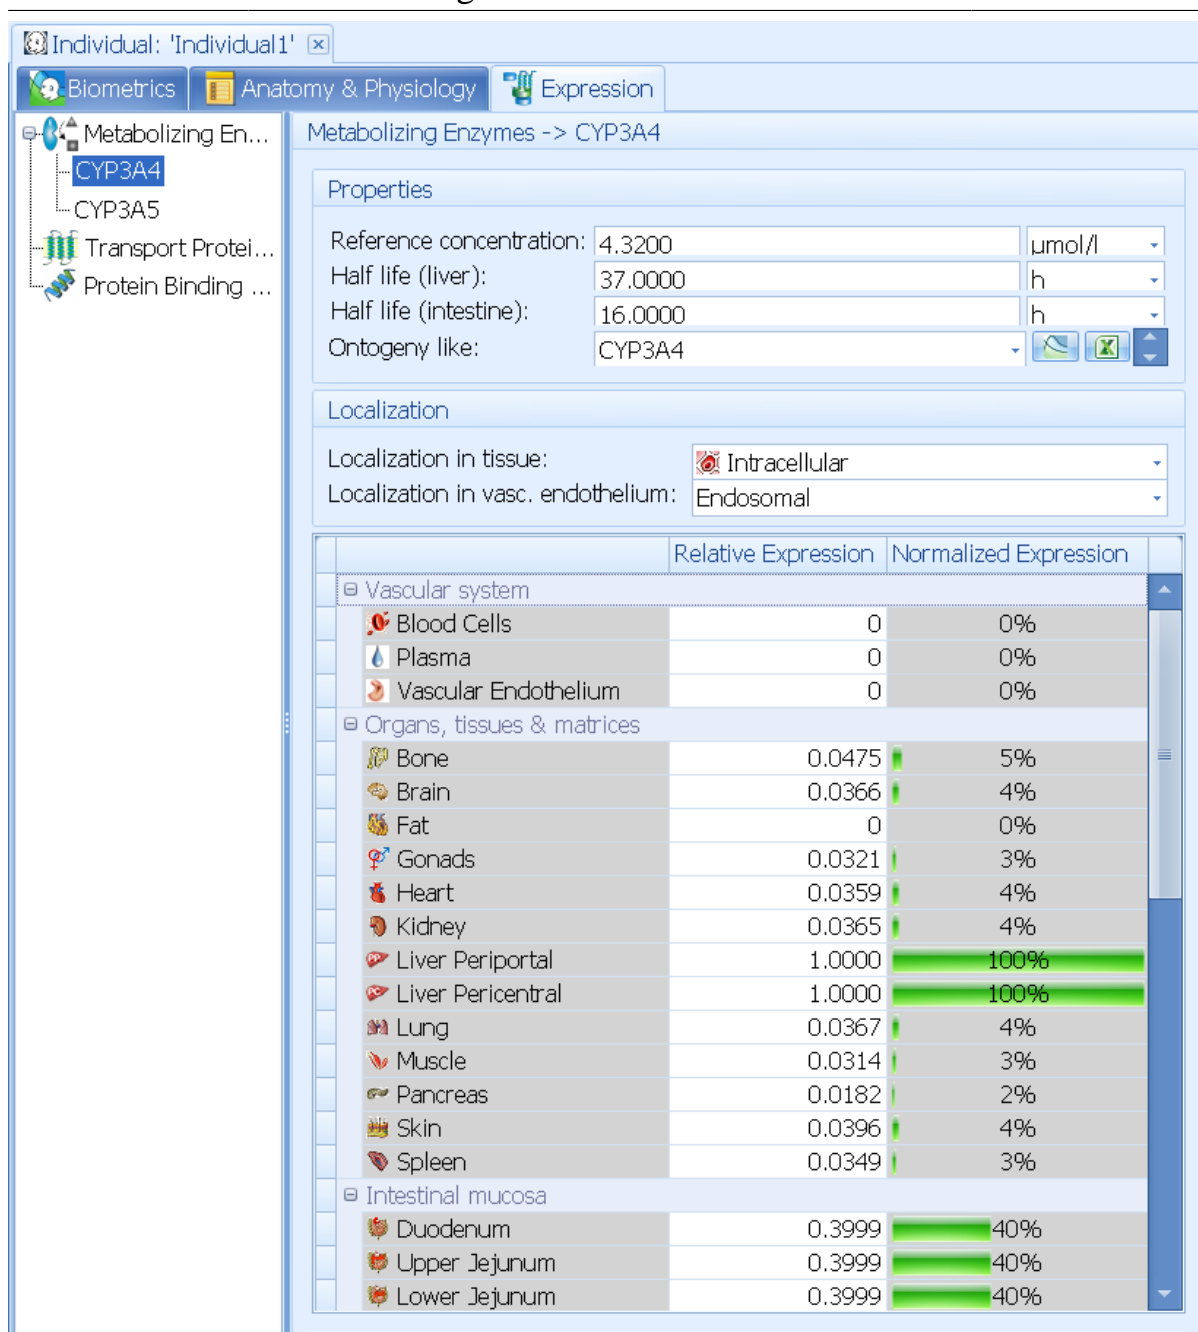 Individual: 'Individual1'
Biometrics Anatomy & Physiology Expression
Metabolizing En...
CYP3A4
CYP3A5
Transport Protei...
Protein Binding ...
Metabolizing Enzymes -> CYP3A4
Properties
Reference concentration: 4.3200 µmol/l
Half life (liver): 37.0000 h
Half life (intestine): 16.0000 h
Ontogeny like: CYP3A4
Localization
Localization in tissue: Intracellular
Localization in vasc. endothelium: Endosomal
Relative Expression Normalized Expression
Vascular system
Blood Cells 0 0%
Plasma 0 0%
Vascular Endothelium 0 0%
Organs, tissues & matrices
Bone 0.0475 5%
Brain 0.0366 4%
Fat 0 0%
Gonads 0.0321 3%
Heart 0.0359 4%
Kidney 0.0365 4%
Liver Periportal 1.0000 100%
Liver Pericentral 1.0000 100%
Lung 0.0367 4%
Muscle 0.0314 3%
Pancreas 0.0182 2%
Skin 0.0396 4%
Spleen 0.0349 3%
Intestinal mucosa
Duodenum 0.3999 40%
Upper Jejunum 0.3999 40%
Lower Jejunum 0.3999 40%